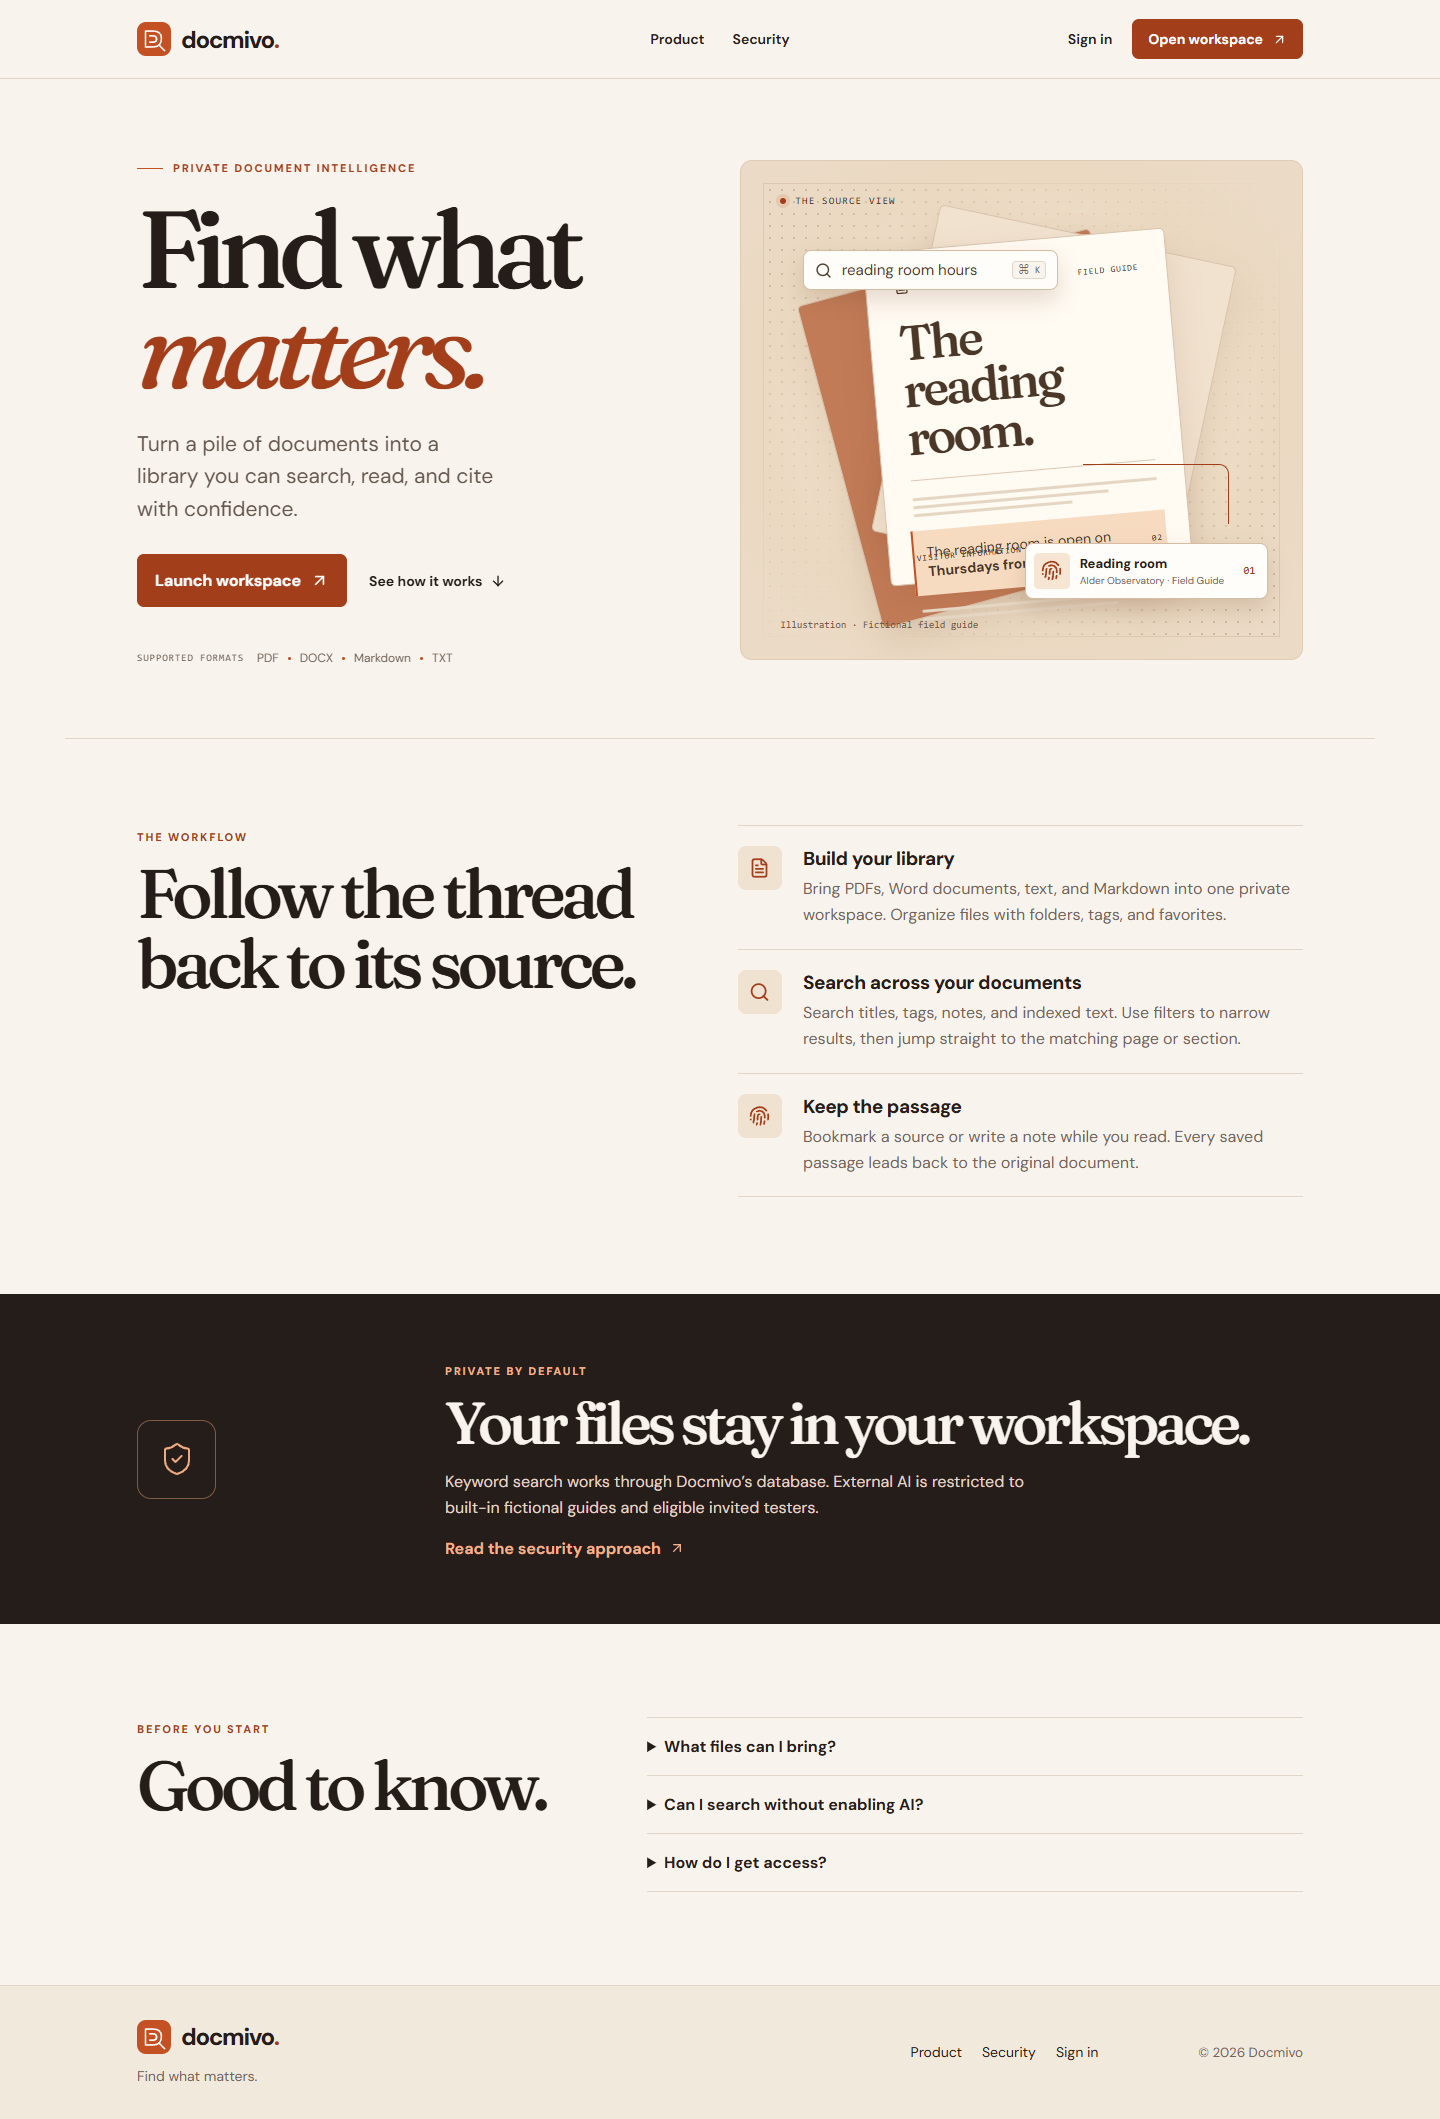 docmivo.
Product
Security
Sign in
Open workspace
PRIVATE DOCUMENT INTELLIGENCE
Find what
matters.
Turn a pile of documents into a
library you can search, read, and cite
with confidence.
Launch workspace
See how it works
SUPPORTED FORMATS PDF • DOCX • Markdown • TXT
THE SOURCE VIEW
reading room hours
⌘ K
FIELD GUIDE
The
reading
room.
The reading room is open on
Thursdays from
VISITOR INFORMATION
02
Reading room
Alder Observatory · Field Guide
01
Illustration · Fictional field guide
THE WORKFLOW
Follow the thread
back to its source.
Build your library
Bring PDFs, Word documents, text, and Markdown into one private
workspace. Organize files with folders, tags, and favorites.
Search across your documents
Search titles, tags, notes, and indexed text. Use filters to narrow
results, then jump straight to the matching page or section.
Keep the passage
Bookmark a source or write a note while you read. Every saved
passage leads back to the original document.
PRIVATE BY DEFAULT
Your files stay in your workspace.
Keyword search works through Docmivo’s database. External AI is restricted to
built-in fictional guides and eligible invited testers.
Read the security approach
BEFORE YOU START
Good to know.
What files can I bring?
Can I search without enabling AI?
How do I get access?
docmivo.
Find what matters.
Product
Security
Sign in
© 2026 Docmivo